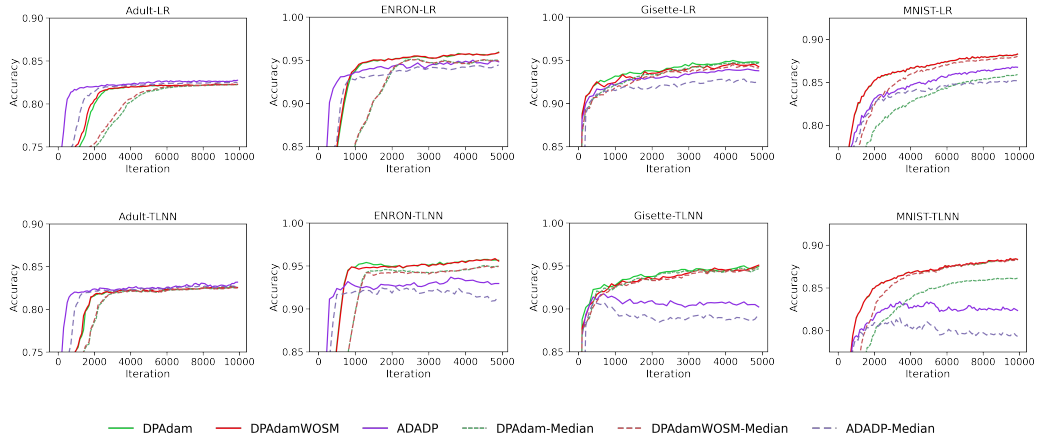 Adult-LR
Accuracy
0.90
0.85
0.80
0.75
0 2000 4000 6000 8000 10000
Iteration
ENRON-LR
Accuracy
1.00
0.95
0.90
0.85
0 1000 2000 3000 4000 5000
Iteration
Gisette-LR
Accuracy
1.00
0.95
0.90
0.85
0 1000 2000 3000 4000 5000
Iteration
MNIST-LR
Accuracy
0.90
0.85
0.80
0 2000 4000 6000 8000 10000
Iteration
Adult-TLNN
Accuracy
0.90
0.85
0.80
0.75
0 2000 4000 6000 8000 10000
Iteration
ENRON-TLNN
Accuracy
1.00
0.95
0.90
0.85
0 1000 2000 3000 4000 5000
Iteration
Gisette-TLNN
Accuracy
1.00
0.95
0.90
0.85
0 1000 2000 3000 4000 5000
Iteration
MNIST-TLNN
Accuracy
0.90
0.85
0.80
0 2000 4000 6000 8000 10000
Iteration
DPAdam DPAdamWOSM ADADP DPAdam-Median DPAdamWOSM-Median ADADP-Median